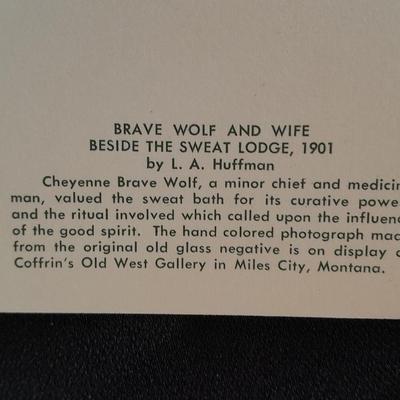 BRAVE WOLF AND WIFE
BESIDE THE SWEAT LODGE, 1901
by L. A. Huffman
Cheyenne Brave Wolf, a minor chief and medicin
man, valued the sweat bath for its curative power
and the ritual involved which called upon the influenc
of the good spirit. The hand colored photograph mad
from the original old glass negative is on display a
Coffrin's Old West Gallery in Miles City, Montana.